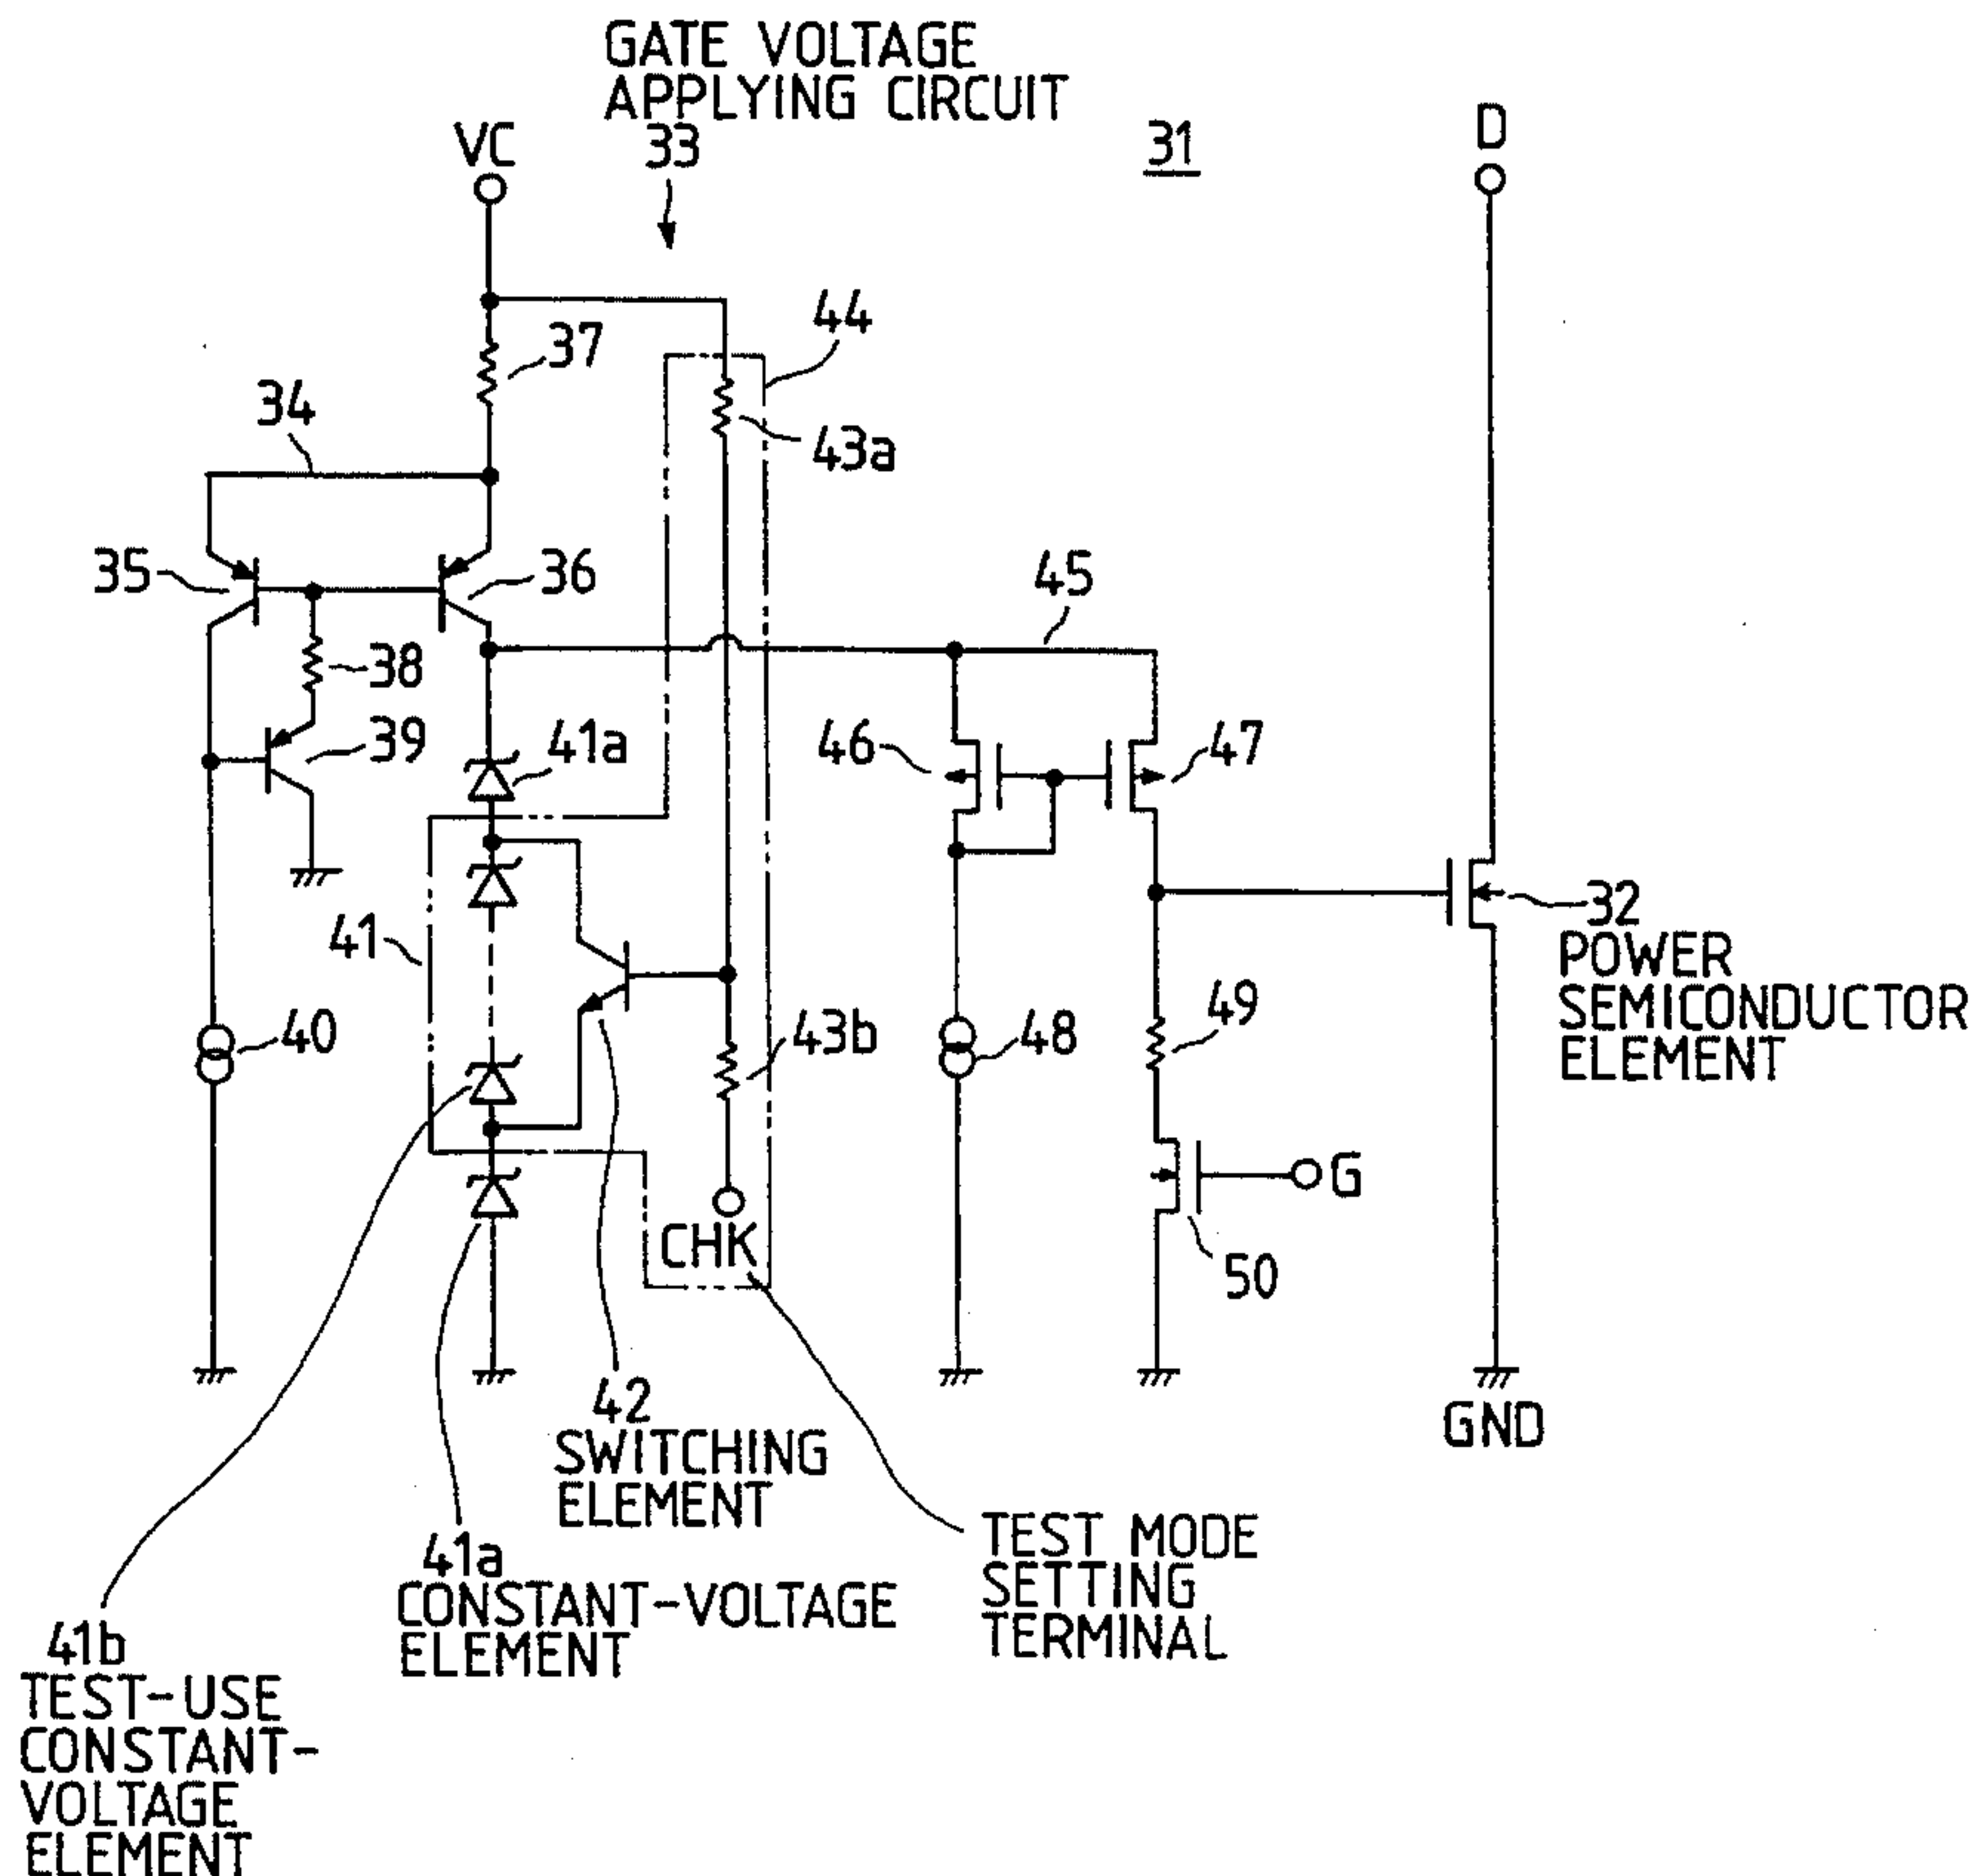 GATE VOLTAGE
APPLYING CIRCUIT
33
31
VC
D
44
37
34
43a
35
36
45
38
39
41a
46
47
41
32
POWER
SEMICONDUCTOR
ELEMENT
40
43b
48
49
G
CHK
50
42
SWITCHING
ELEMENT
GND
41a
CONSTANT-VOLTAGE
ELEMENT
TEST MODE
SETTING
TERMINAL
41b
TEST-USE
CONSTANT-
VOLTAGE
ELEMENT